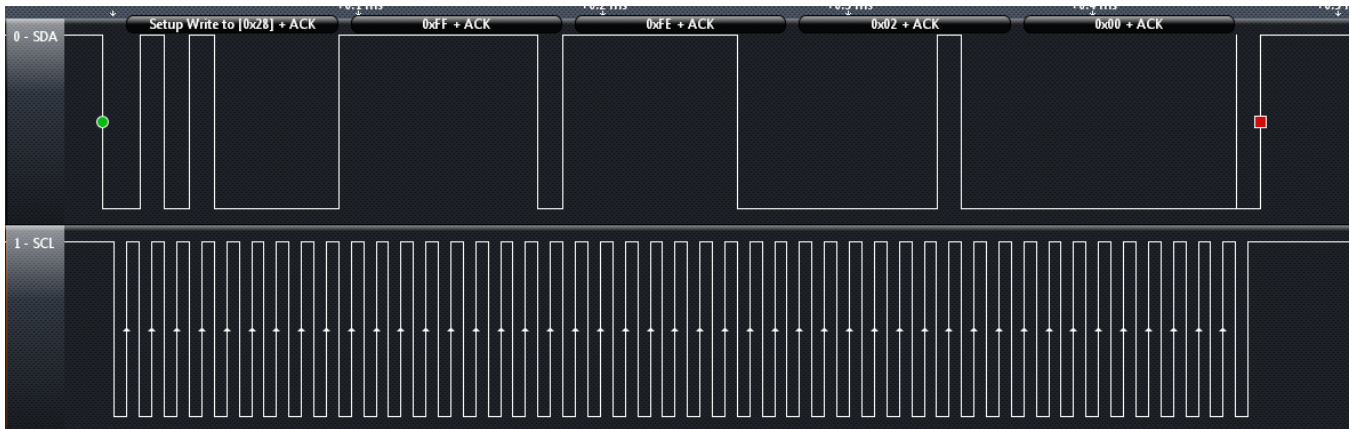 Setup Write to [0x28] + ACK
0xFF + ACK
0xFE + ACK
0x02 + ACK
0x00 + ACK
0 - SDA
1 - SCL